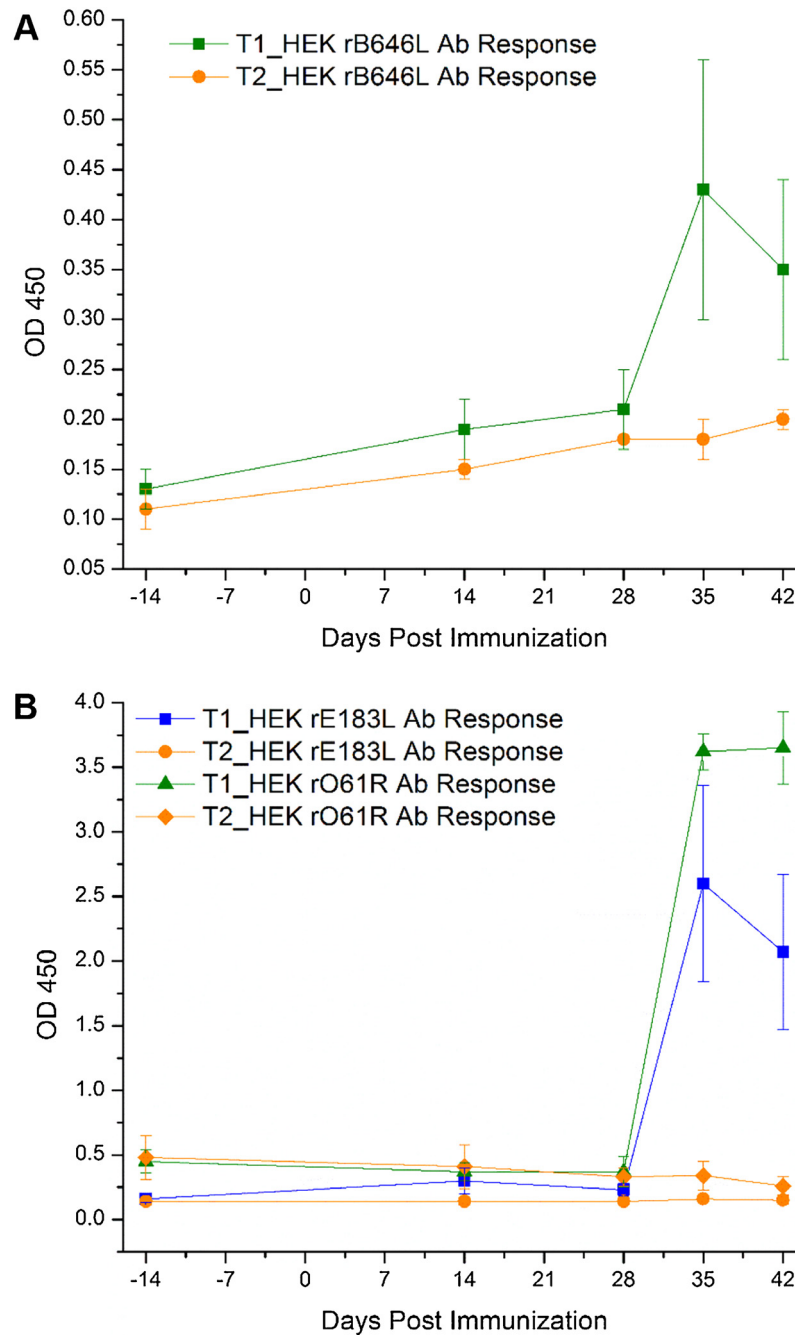 A
T1_HEK rB646L Ab Response
T2_HEK rB646L Ab Response
0.60
0.55
0.50
0.45
0.40
0.35
0.30
0.25
0.20
0.15
0.10
0.05
OD 450
-14 -7 0 7 14 21 28 35 42
Days Post Immunization
B
T1_HEK rE183L Ab Response
T2_HEK rE183L Ab Response
T1_HEK rO61R Ab Response
T2_HEK rO61R Ab Response
4.0
3.5
3.0
2.5
2.0
1.5
1.0
0.5
0.0
OD 450
-14 -7 0 7 14 21 28 35 42
Days Post Immunization